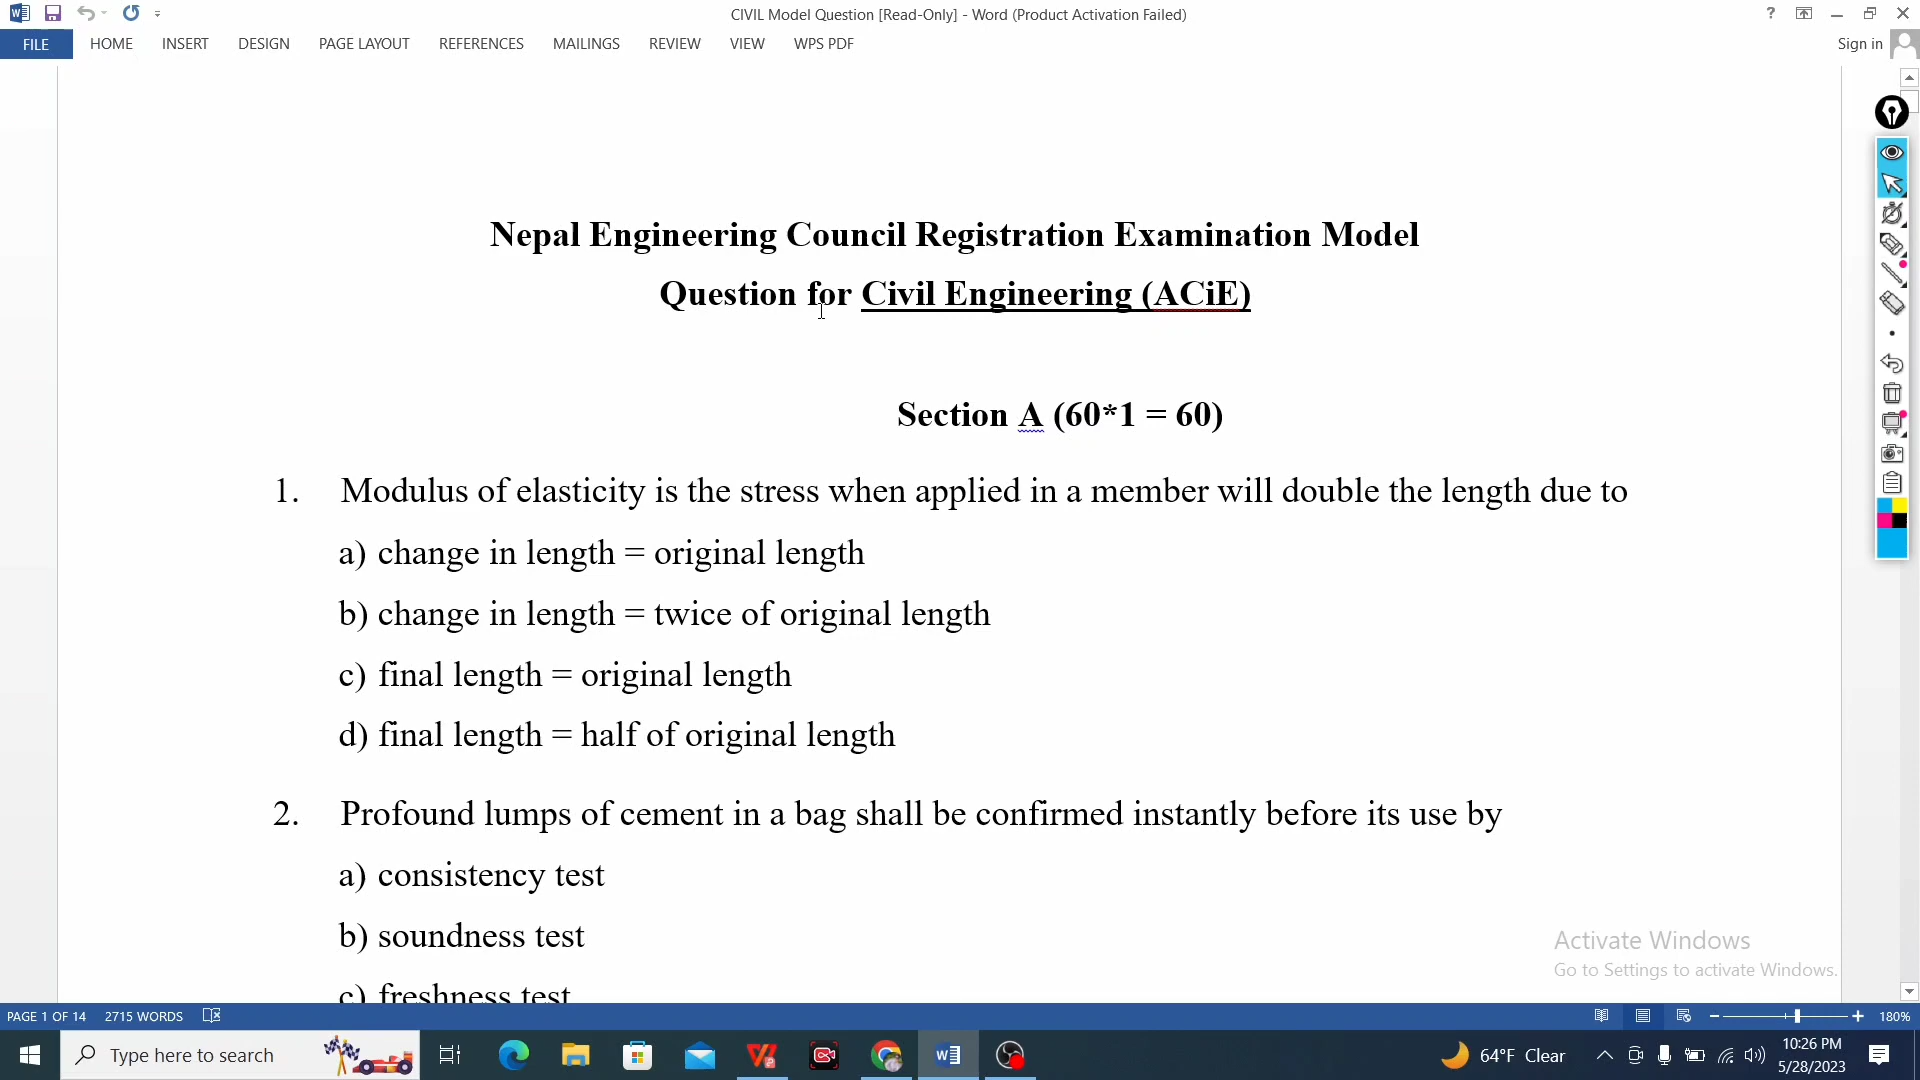 CIVIL Model Question [Read-Only] - Word (Product Activation Failed)
FILE HOME INSERT DESIGN PAGE LAYOUT REFERENCES MAILINGS REVIEW VIEW WPS PDF Sign in
Nepal Engineering Council Registration Examination Model
Question for Civil Engineering (ACiE)
Section A (60*1 = 60)
1. Modulus of elasticity is the stress when applied in a member will double the length due to
a) change in length = original length
b) change in length = twice of original length
c) final length = original length
d) final length = half of original length
2. Profound lumps of cement in a bag shall be confirmed instantly before its use by
a) consistency test
b) soundness test
c) freshness test
Activate Windows
Go to Settings to activate Windows.
PAGE 1 OF 14 2715 WORDS 180%
Type here to search 64°F Clear 10:26 PM
5/28/2023